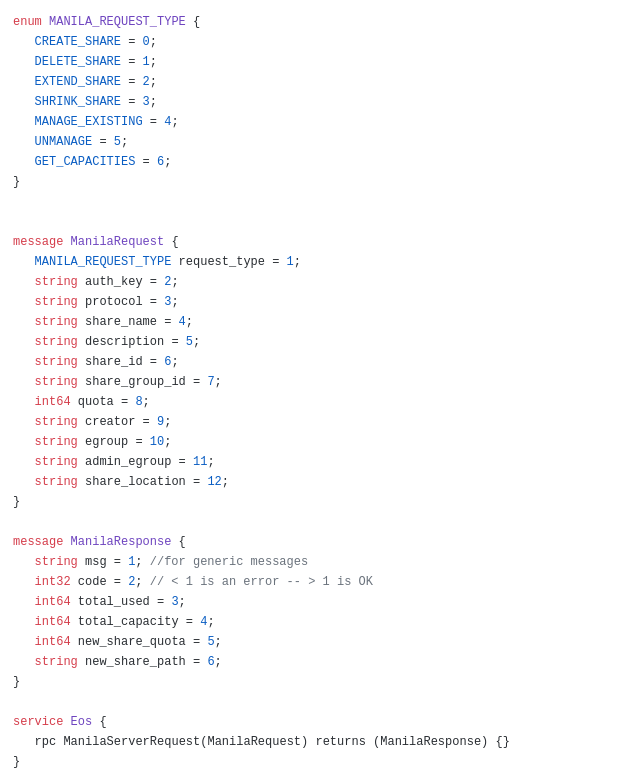 enum MANILA_REQUEST_TYPE {
   CREATE_SHARE = 0;
   DELETE_SHARE = 1;
   EXTEND_SHARE = 2;
   SHRINK_SHARE = 3;
   MANAGE_EXISTING = 4;
   UNMANAGE = 5;
   GET_CAPACITIES = 6;
}

message ManilaRequest {
   MANILA_REQUEST_TYPE request_type = 1;
   string auth_key = 2;
   string protocol = 3;
   string share_name = 4;
   string description = 5;
   string share_id = 6;
   string share_group_id = 7;
   int64 quota = 8;
   string creator = 9;
   string egroup = 10;
   string admin_egroup = 11;
   string share_location = 12;
}

message ManilaResponse {
   string msg = 1; //for generic messages
   int32 code = 2; // < 1 is an error -- > 1 is OK
   int64 total_used = 3;
   int64 total_capacity = 4;
   int64 new_share_quota = 5;
   string new_share_path = 6;
}

service Eos {
   rpc ManilaServerRequest(ManilaRequest) returns (ManilaResponse) {}
}